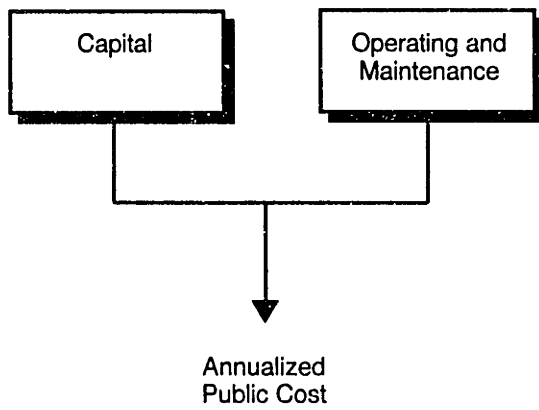 Capital
Operating and
Maintenance
Annualized
Public Cost